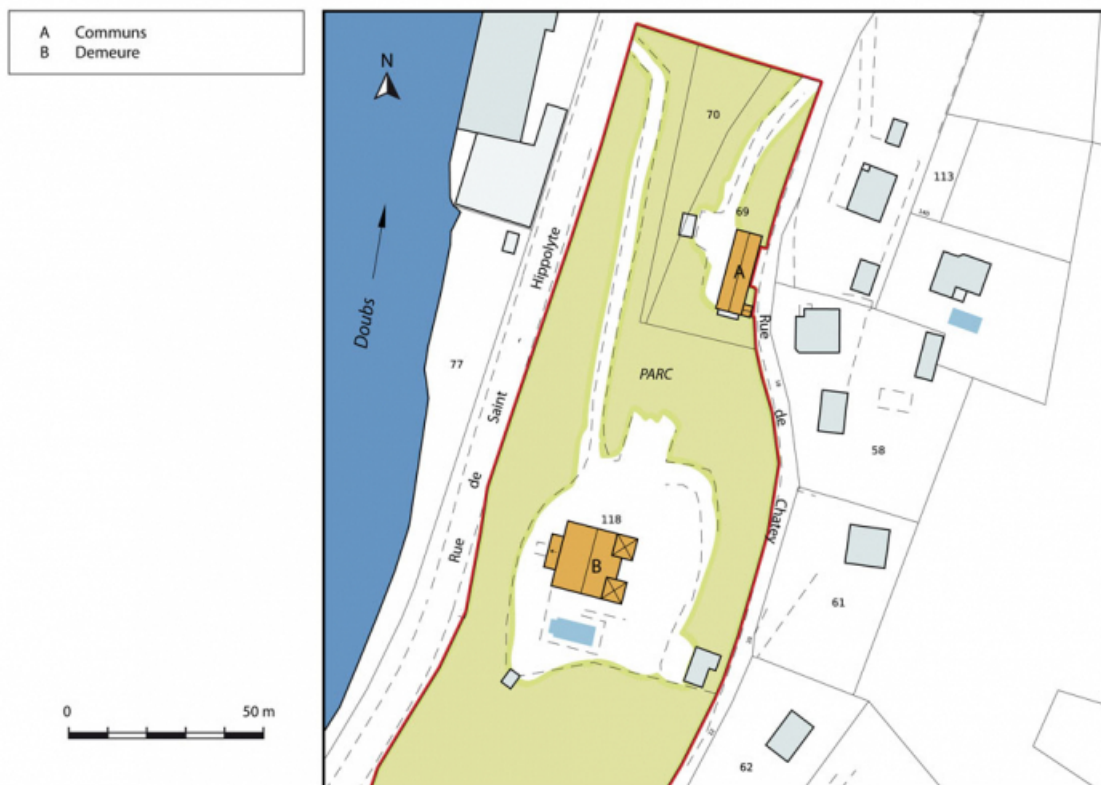 A Communs
B Demeure
N
Doubs
Rue de Saint Hippolyte
77
70
69
A
113
140
Rue de Chatey
PARC
58
118
B
61
62
0 50 m